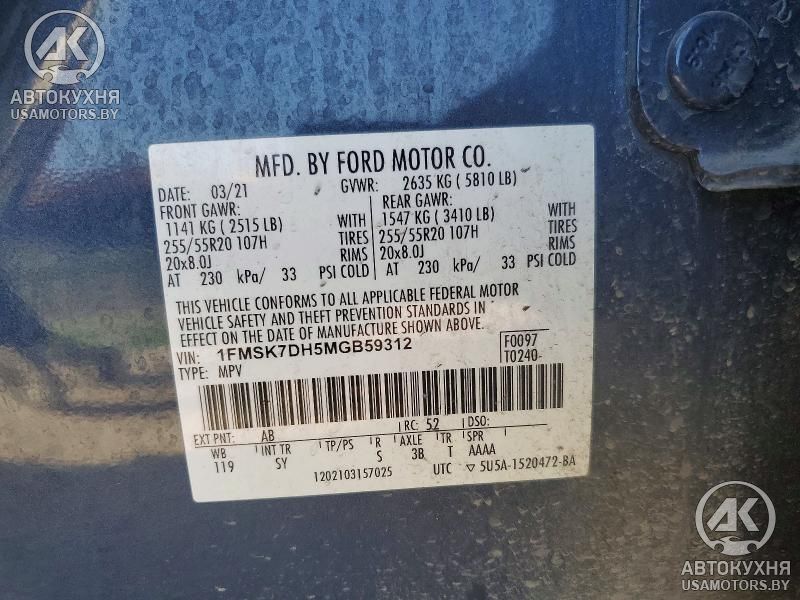 АК
АВТОКУХНЯ
USAMOTORS.BY
АК
АВТОКУХНЯ
USAMOTORS.BY
MFD. BY FORD MOTOR CO.
DATE: 03/21 GVWR: 2635 KG ( 5810 LB)
FRONT GAWR: REAR GAWR:
1141 KG ( 2515 LB) WITH 1547 KG ( 3410 LB) WITH
255/55R20 107H TIRES 255/55R20 107H TIRES
20x8.0J RIMS 20x8.0J RIMS
AT 230 kPa/ 33 PSI COLD AT 230 kPa/ 33 PSI COLD
THIS VEHICLE CONFORMS TO ALL APPLICABLE FEDERAL MOTOR
VEHICLE SAFETY AND THEFT PREVENTION STANDARDS IN
EFFECT ON THE DATE OF MANUFACTURE SHOWN ABOVE.
VIN: 1FMSK7DH5MGB59312 F0097
TYPE: MPV T0240-
EXT PNT: AB RC: 52 DSO:
WB INT TR TP/PS R AXLE TR SPR
119 SY S 3B T AAAA
1202103157025 UTC ▽ 5U5A-1520472-BA
АК
АВТОКУХНЯ
USAMOTORS.BY